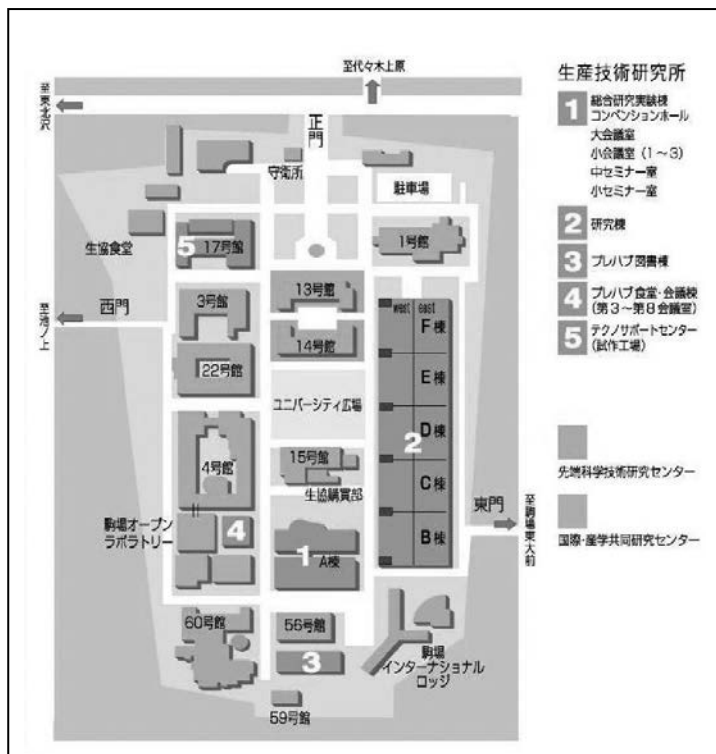 至代々木上原
至東北沢
正門
守衛所
駐車場
生協食堂
5
17号館
1号館
至池ノ上
西門
3号館
13号館
west
east
F棟
14号館
22号館
E棟
ユニバーシティ広場
D棟
2
4号館
15号館
C棟
生協購買部
東門
至駒場東大前
駒場オープン
ラボラトリー
4
1
A棟
B棟
60号館
56号館
3
駒場
インターナショナル
ロッジ
59号館
生産技術研究所
1
総合研究実験棟
コンベンションホール
大会議室
小会議室(1~3)
中セミナー室
小セミナー室
2
研究棟
3
プレハブ図書棟
4
プレハブ食堂・会議棟
(第3~第8会議室)
5
テクノサポートセンター
(試作工場)
先端科学技術研究センター
国際・産学共同研究センター